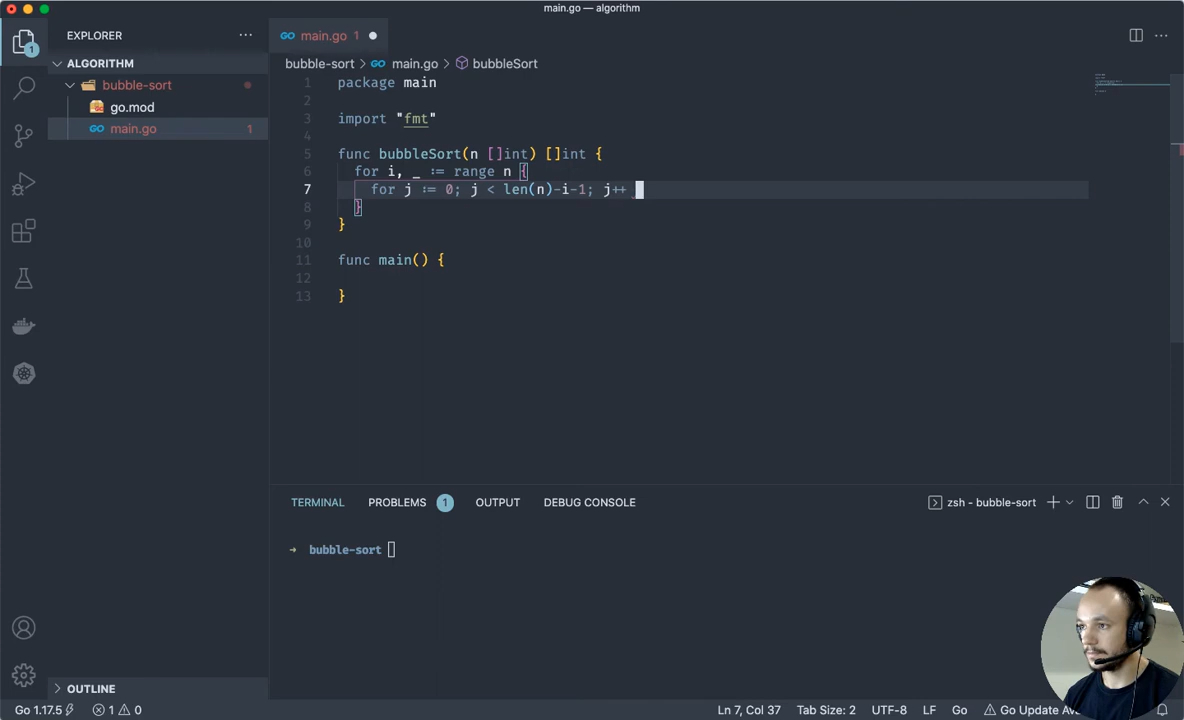 main.go — algorithm
EXPLORER
ALGORITHM
bubble-sort
go.mod
main.go 1
1
main.go 1
bubble-sort > main.go > bubbleSort
1 package main
2
3 import "fmt"
4
5 func bubbleSort(n []int) []int {
6 for i, _ := range n {
7 for j := 0; j < len(n)-i-1; j++
8 }
9 }
10
11 func main() {
12
13 }
TERMINAL PROBLEMS 1 OUTPUT DEBUG CONSOLE
zsh - bubble-sort
→ bubble-sort
OUTLINE
Go 1.17.5 1 0 Ln 7, Col 37 Tab Size: 2 UTF-8 LF Go Go Update